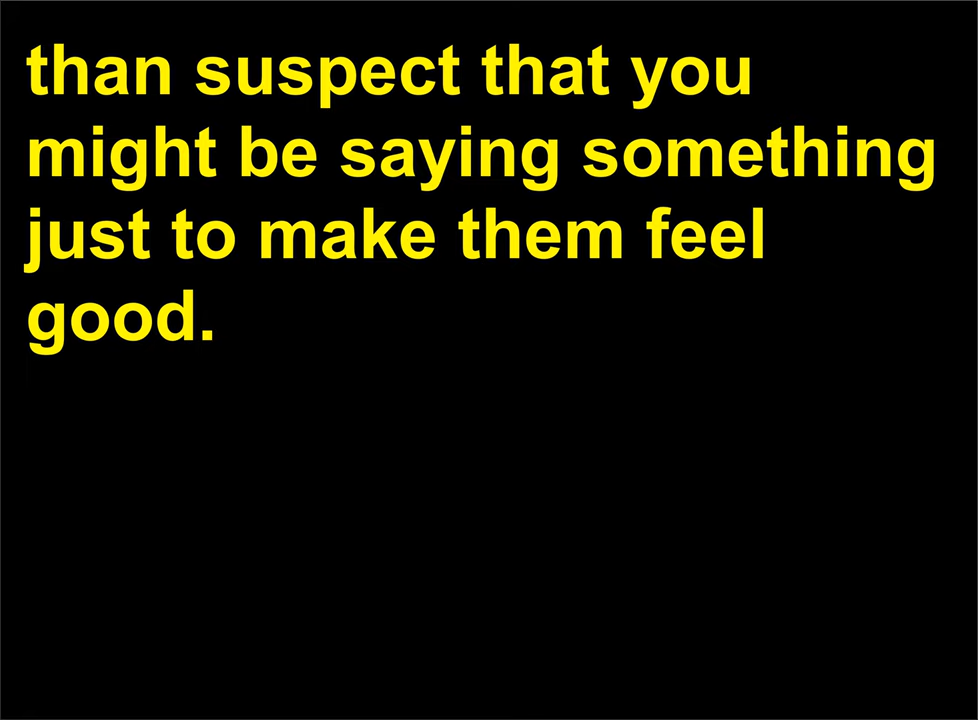 than suspect that you
might be saying something
just to make them feel
good.